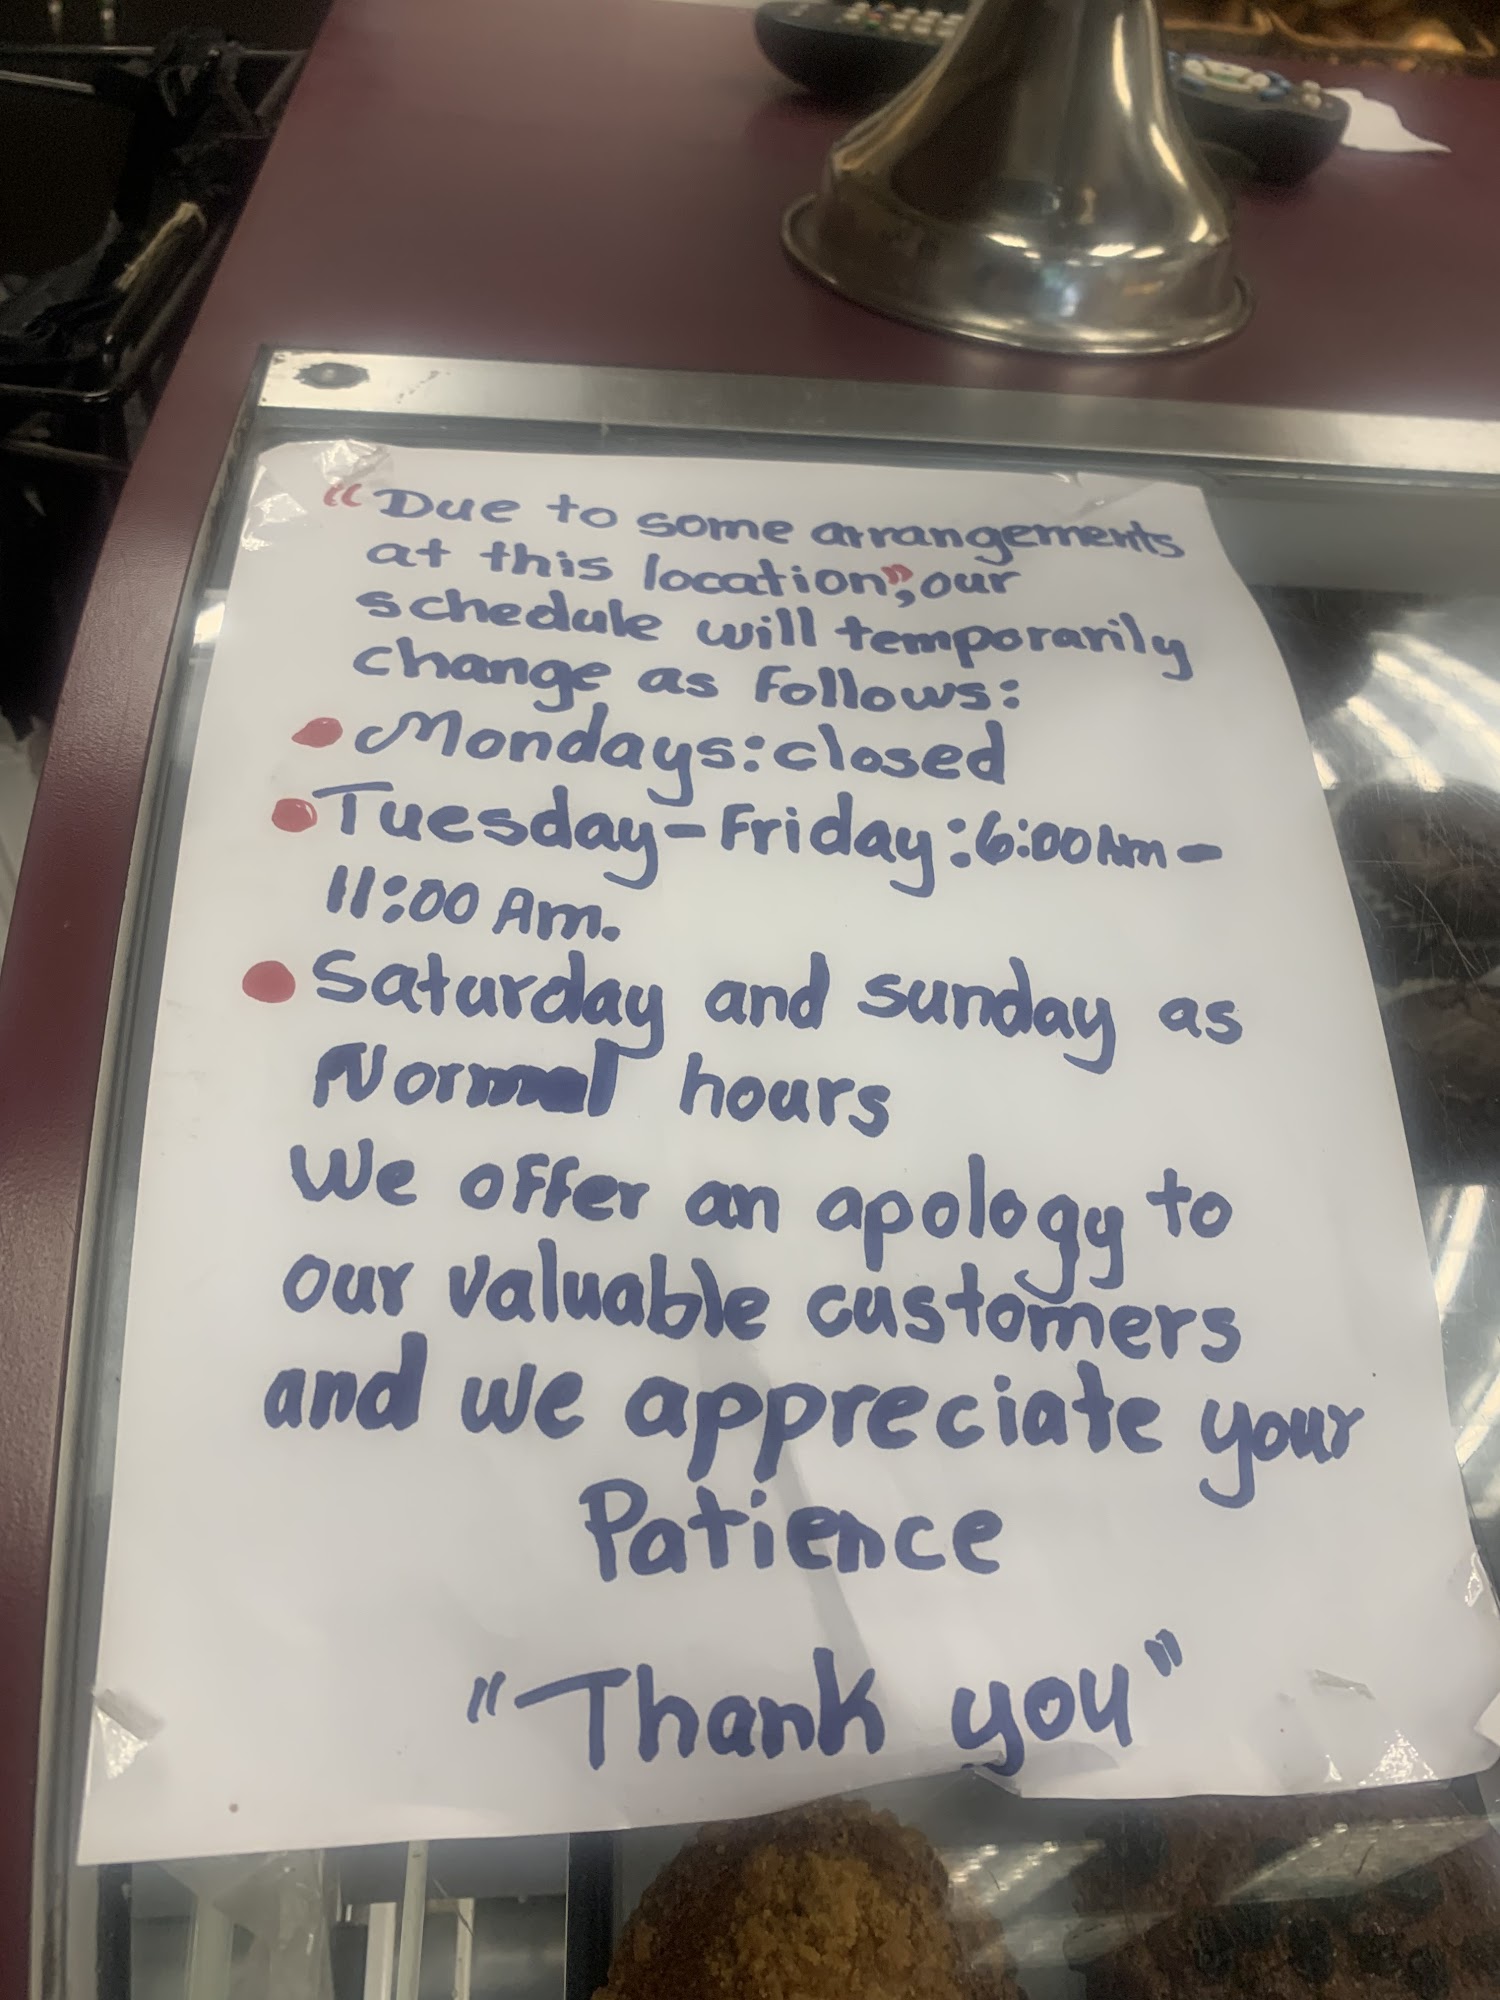 “Due to some arrangements
at this location”, our
schedule will temporarily
change as follows:
• Mondays: closed
• Tuesday-Friday: 6:00 Am-
11:00 Am.
• Saturday and sunday as
Normal hours
We offer an apology to
our valuable customers
and we appreciate your
Patience
"Thank you"